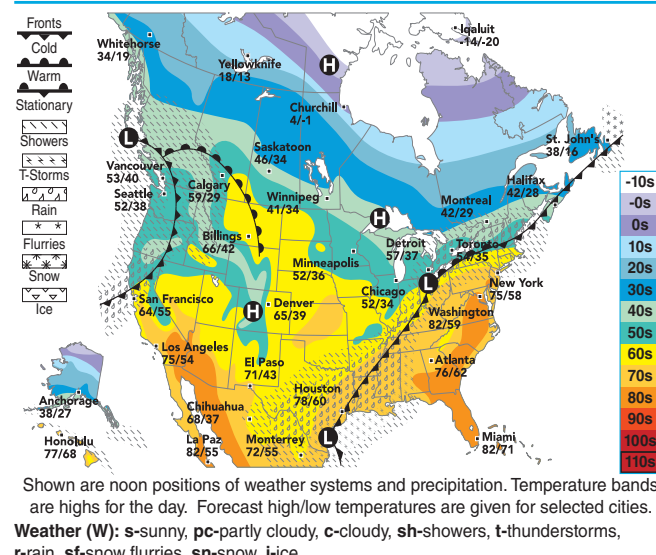 Fronts
Cold
Warm
Stationary
Showers
T-Storms
Rain
Flurries
Snow
Ice
Whitehorse
34/19
Yellowknife
18/13
Iqaluit
-14/-20
H
Churchill
4/-1
L
Saskatoon
46/34
St. John's
38/16
Vancouver
53/40
Calgary
59/29
Seattle
52/38
Winnipeg
41/34
Halifax
42/28
Montreal
42/29
H
Billings
66/42
Detroit
57/37
Toronto
54/35
Minneapolis
52/36
Chicago
52/34
L
New York
75/58
San Francisco
64/55
H
Denver
65/39
Washington
82/59
Los Angeles
75/54
El Paso
71/43
Atlanta
76/62
Houston
78/60
Anchorage
38/27
Chihuahua
68/37
Honolulu
77/68
La Paz
82/55
Monterrey
72/55
L
Miami
82/71
-10s
-0s
0s
10s
20s
30s
40s
50s
60s
70s
80s
90s
100s
110s
Shown are noon positions of weather systems and precipitation. Temperature bands
are highs for the day. Forecast high/low temperatures are given for selected cities.
Weather (W): s-sunny, pc-partly cloudy, c-cloudy, sh-showers, t-thunderstorms,
r-rain, sf-snow flurries, sn-snow, i-ice